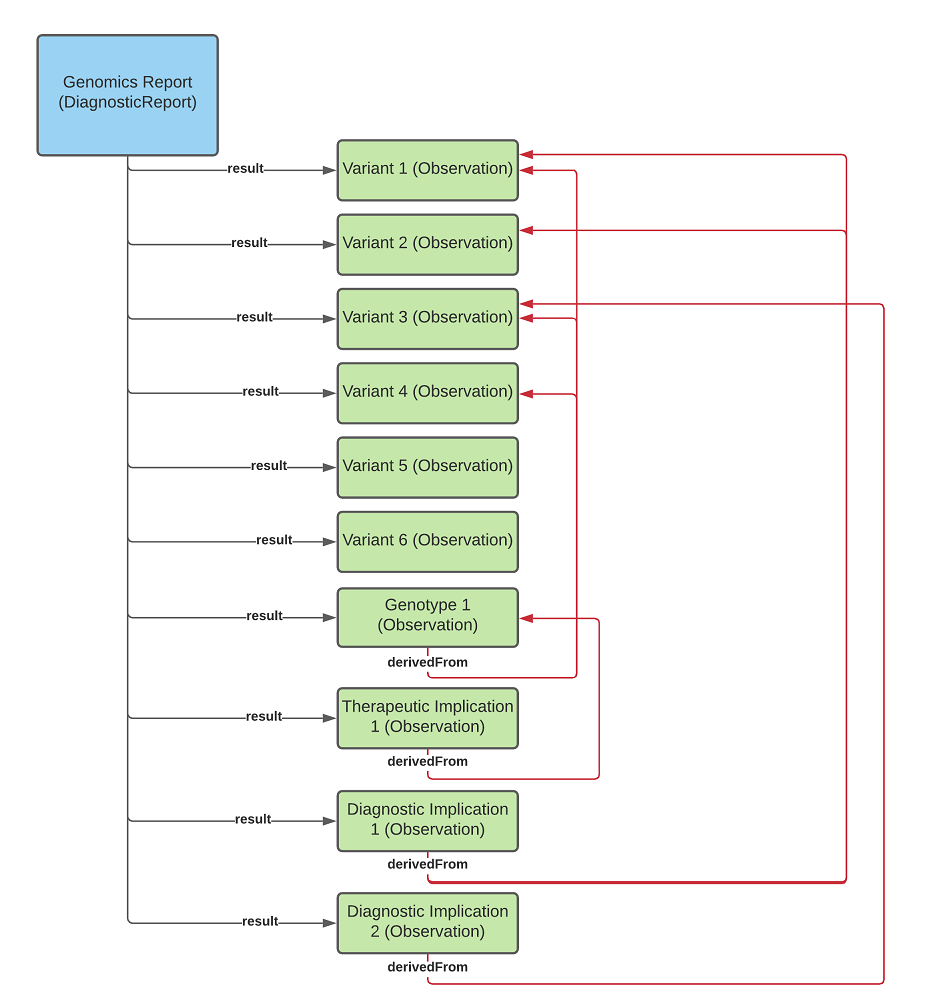 Genomics Report
(DiagnosticReport)
result
Variant 1 (Observation)
result
Variant 2 (Observation)
result
Variant 3 (Observation)
result
Variant 4 (Observation)
result
Variant 5 (Observation)
result
Variant 6 (Observation)
result
Genotype 1
(Observation)
derivedFrom
result
Therapeutic Implication
1 (Observation)
derivedFrom
result
Diagnostic Implication
1 (Observation)
derivedFrom
result
Diagnostic Implication
2 (Observation)
derivedFrom